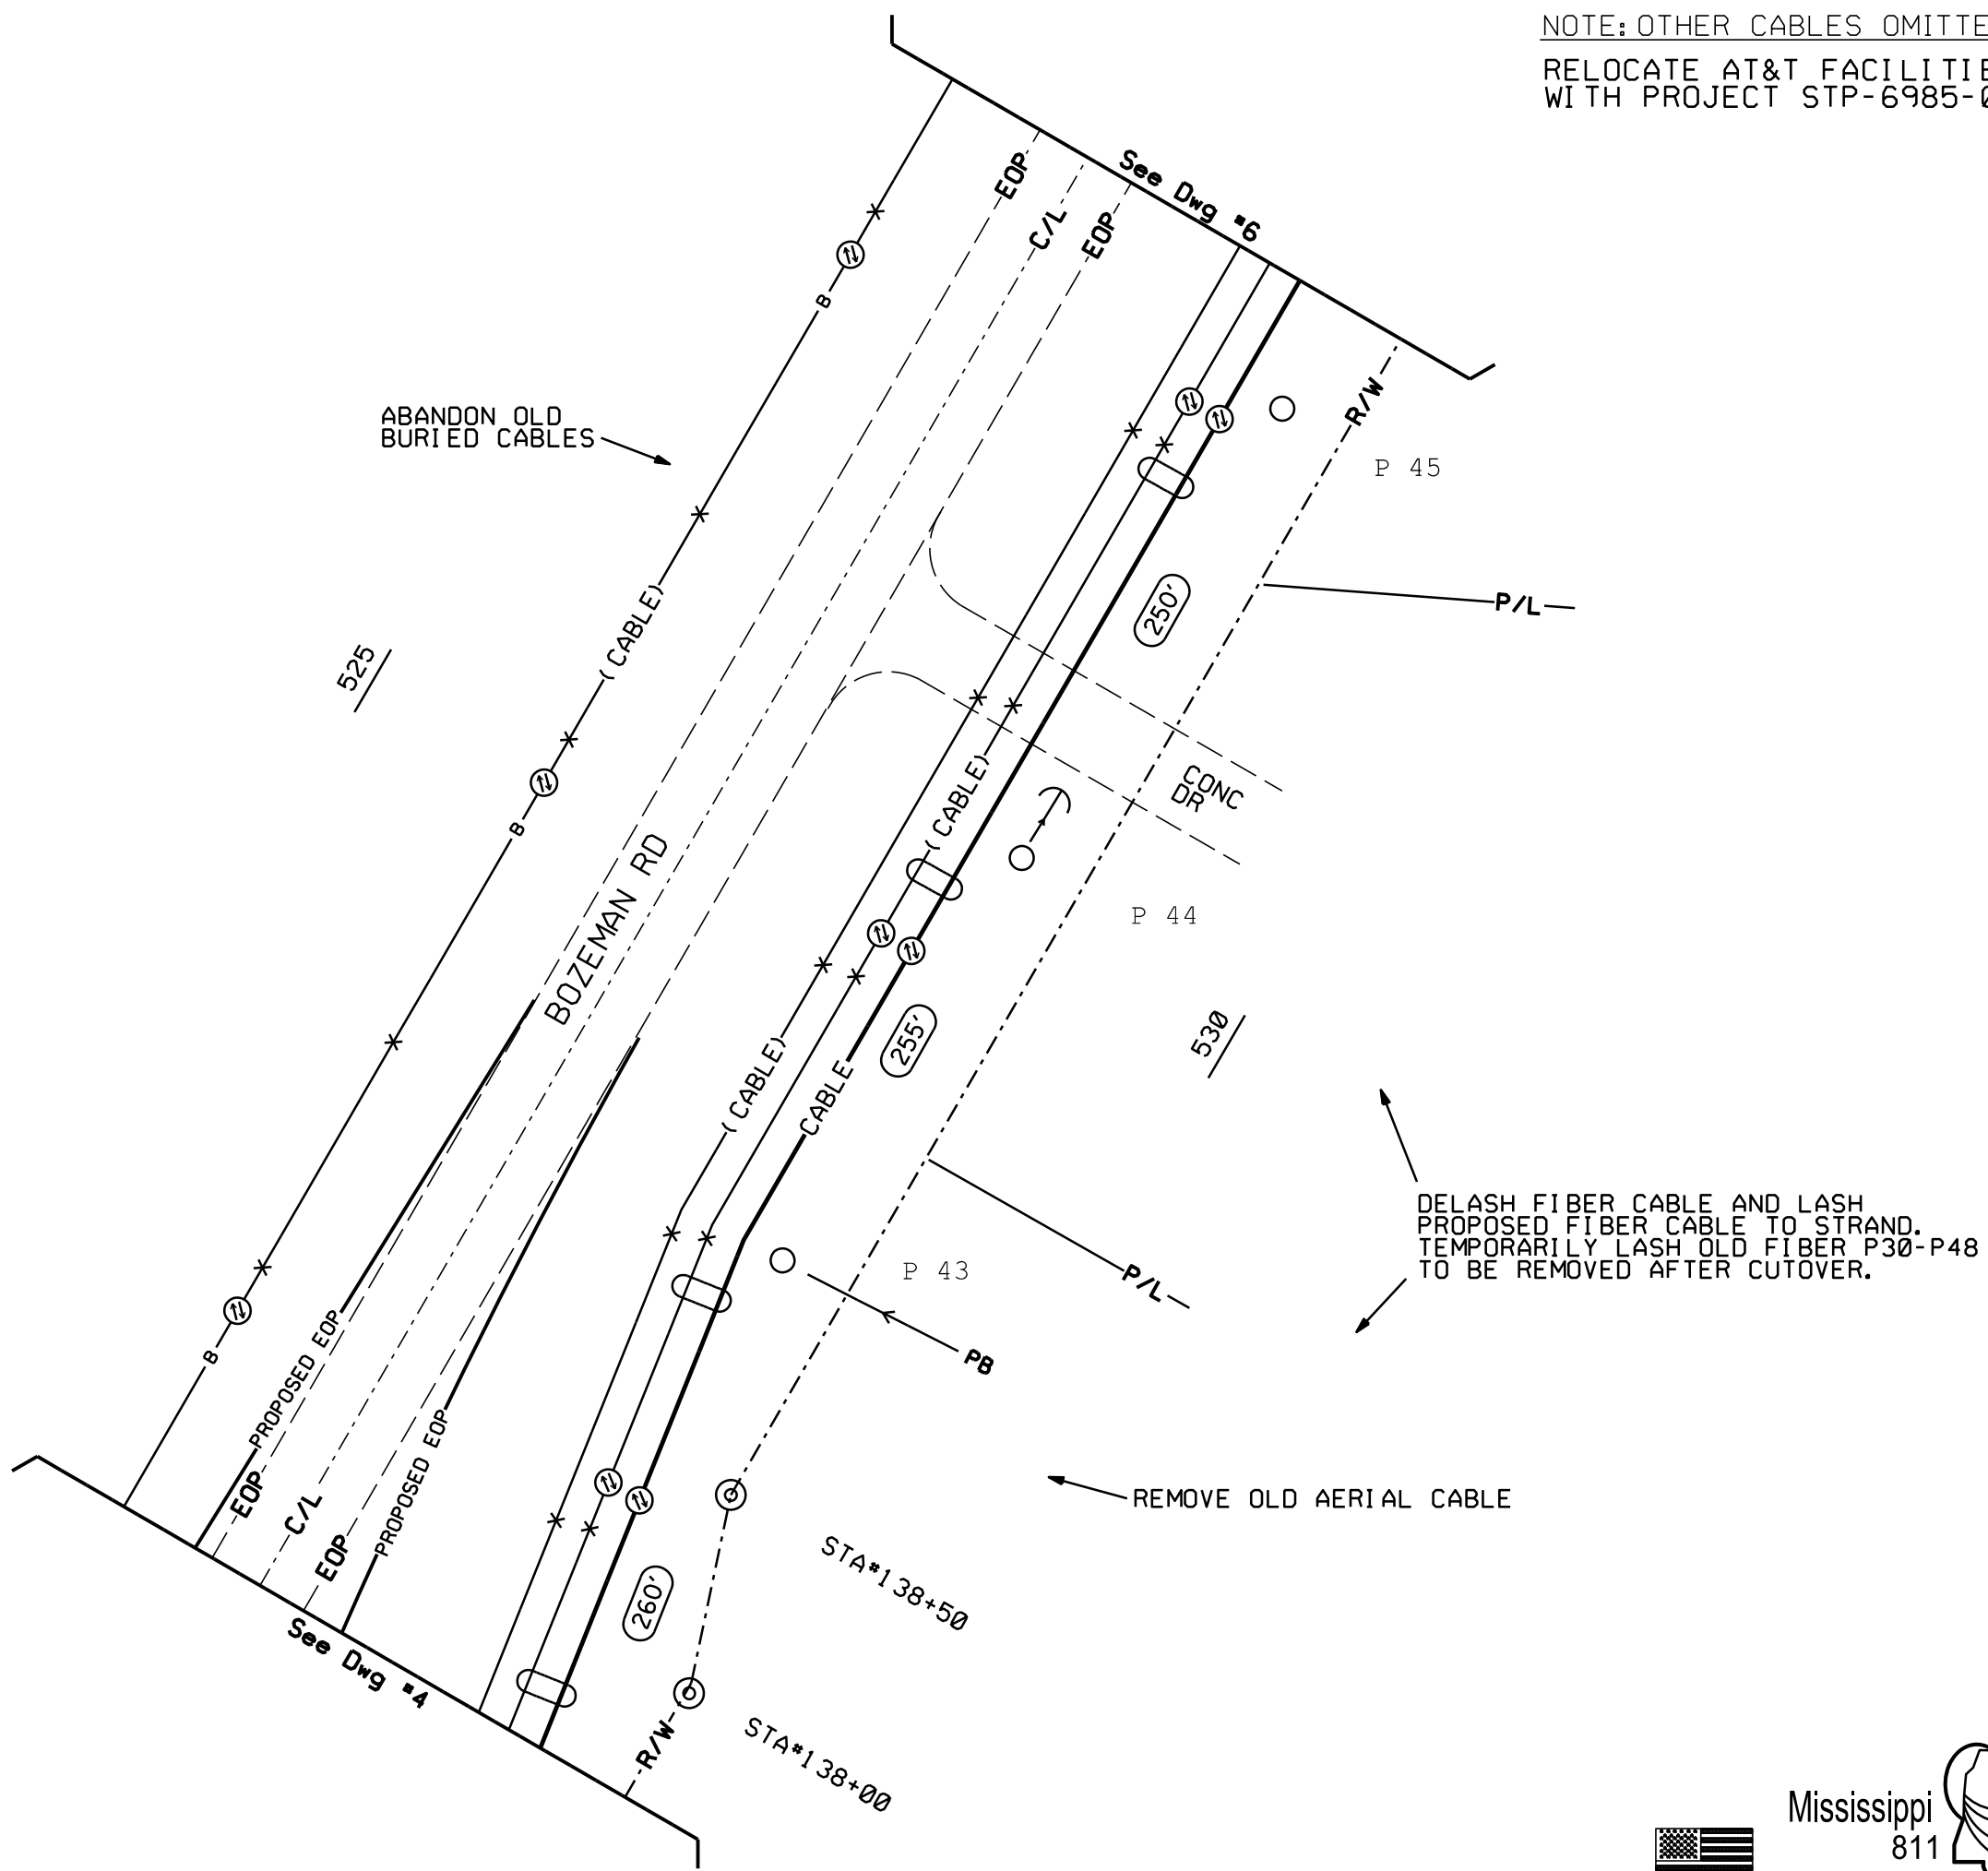 NOTE: OTHER CABLES OMITTE
RELOCATE AT&T FACILITIE
WITH PROJECT STP-6985-0
See Dwg #6
EOP
C/L
EOP
B
R/W
ABANDON OLD
BURIED CABLES
P 45
250'
P/L
(CABLE)
525
CONC
DR
(CABLE)
B
BOZEMAN RD
P 44
255'
530
(CABLE)
CABLE
DELASH FIBER CABLE AND LASH
PROPOSED FIBER CABLE TO STRAND.
TEMPORARILY LASH OLD FIBER P30-P48
TO BE REMOVED AFTER CUTOVER.
P 43
P/L
PB
B
PROPOSED EOP
EOP
C/L
EOP
PROPOSED EOP
REMOVE OLD AERIAL CABLE
STA#138+50
260'
See Dwg #4
R/W
STA#138+00
Mississippi
811